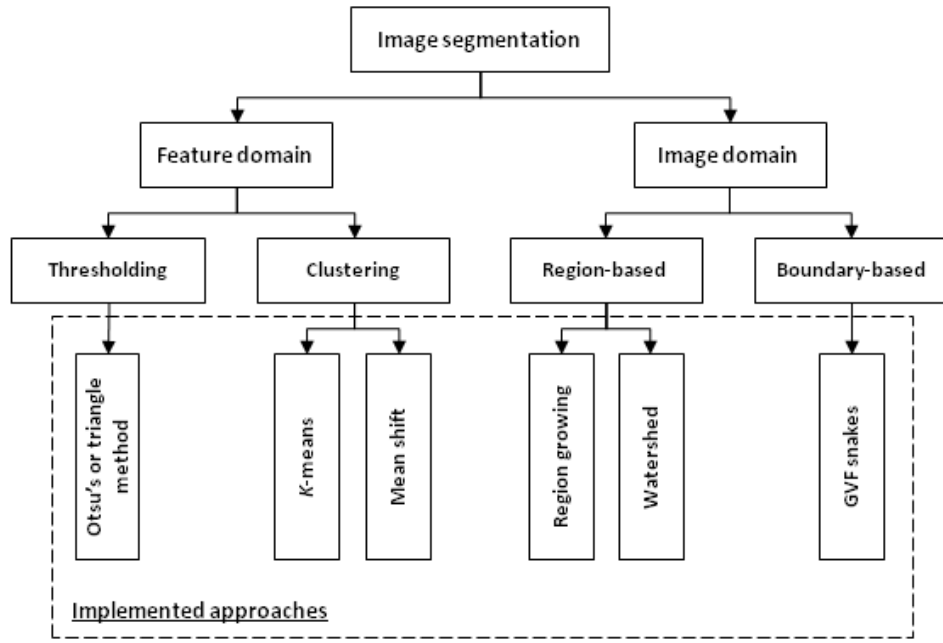 Image segmentation
Feature domain
Image domain
Thresholding
Clustering
Region-based
Boundary-based
Otsu's or triangle
method
K-means
Mean shift
Region growing
Watershed
GVF snakes
Implemented approaches